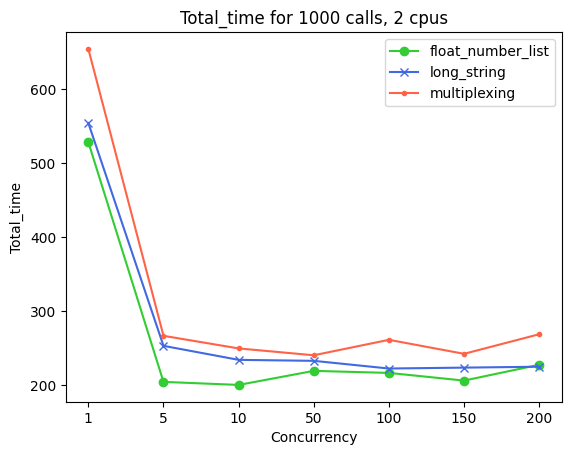 Total_time for 1000 calls, 2 cpus
float_number_list
long_string
multiplexing
Total_time
600
500
400
300
200
1 5 10 50 100 150 200
Concurrency